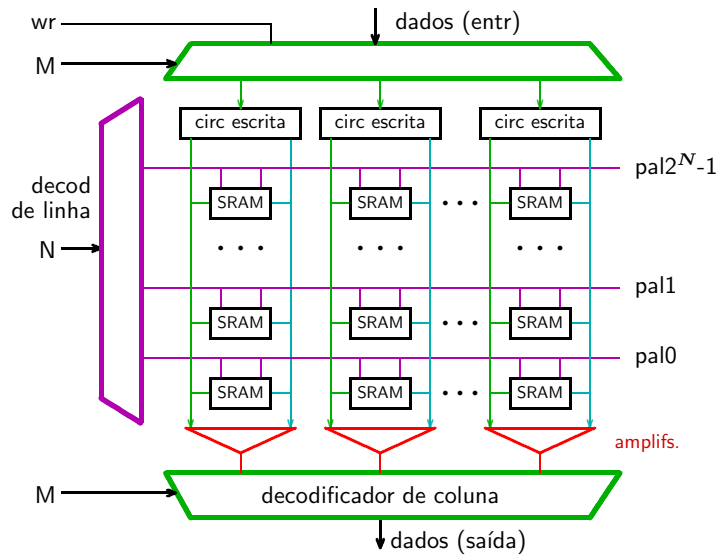 wr
dados (entr)
M
circ escrita
circ escrita
circ escrita
pal2^N-1
decod
de linha
SRAM
SRAM
· · ·
SRAM
N
· · ·
· · ·
· · ·
pal1
SRAM
SRAM
· · ·
SRAM
pal0
SRAM
SRAM
· · ·
SRAM
amplifs.
M
decodificador de coluna
dados (saída)